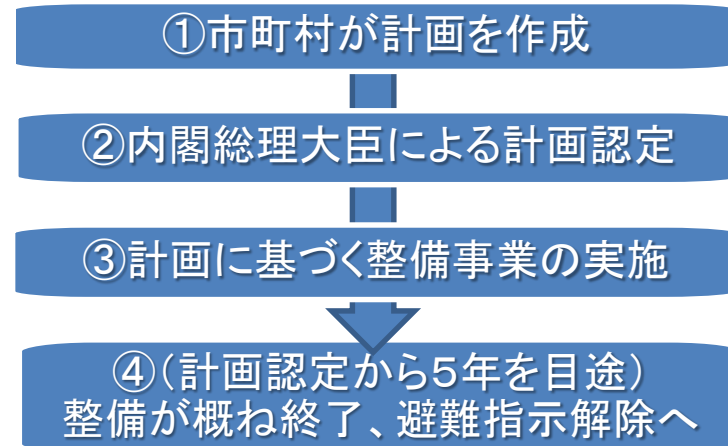 ①市町村が計画を作成
②内閣総理大臣による計画認定
③計画に基づく整備事業の実施
④(計画認定から5年を目途)
整備が概ね終了、避難指示解除へ